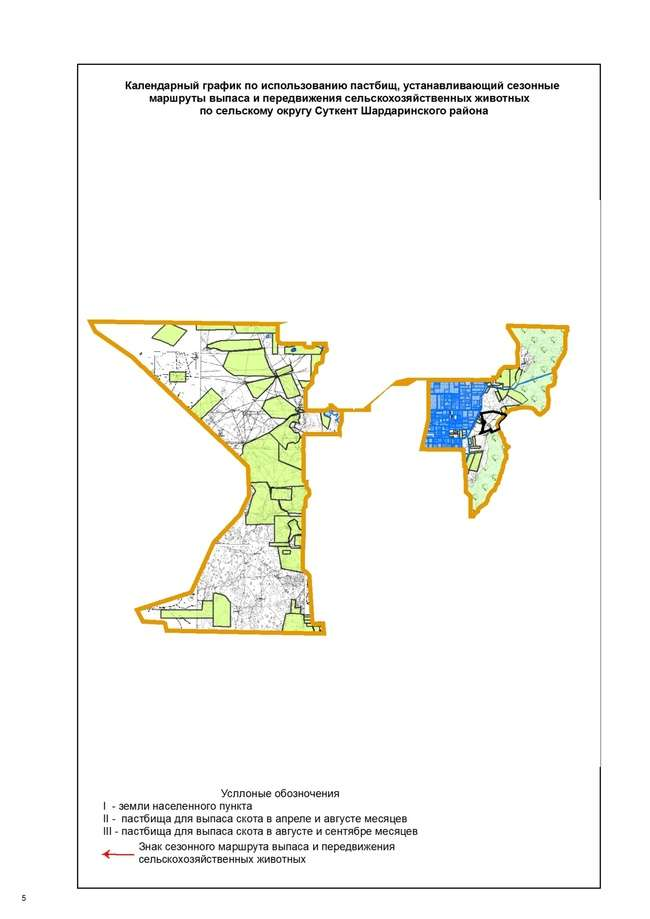 Календарный график по использованию пастбищ, устанавливающий сезонные
маршруты выпаса и передвижения сельскохозяйственных животных
по сельскому округу Суткент Шардаринского района
Усллоные обозночения
I - земли населенного пункта
II - пастбища для выпаса скота в апреле и августе месяцев
III - пастбища для выпаса скота в августе и сентябре месяцев
Знак сезонного маршрута выпаса и передвижения
сельскохозяйственных животных
5